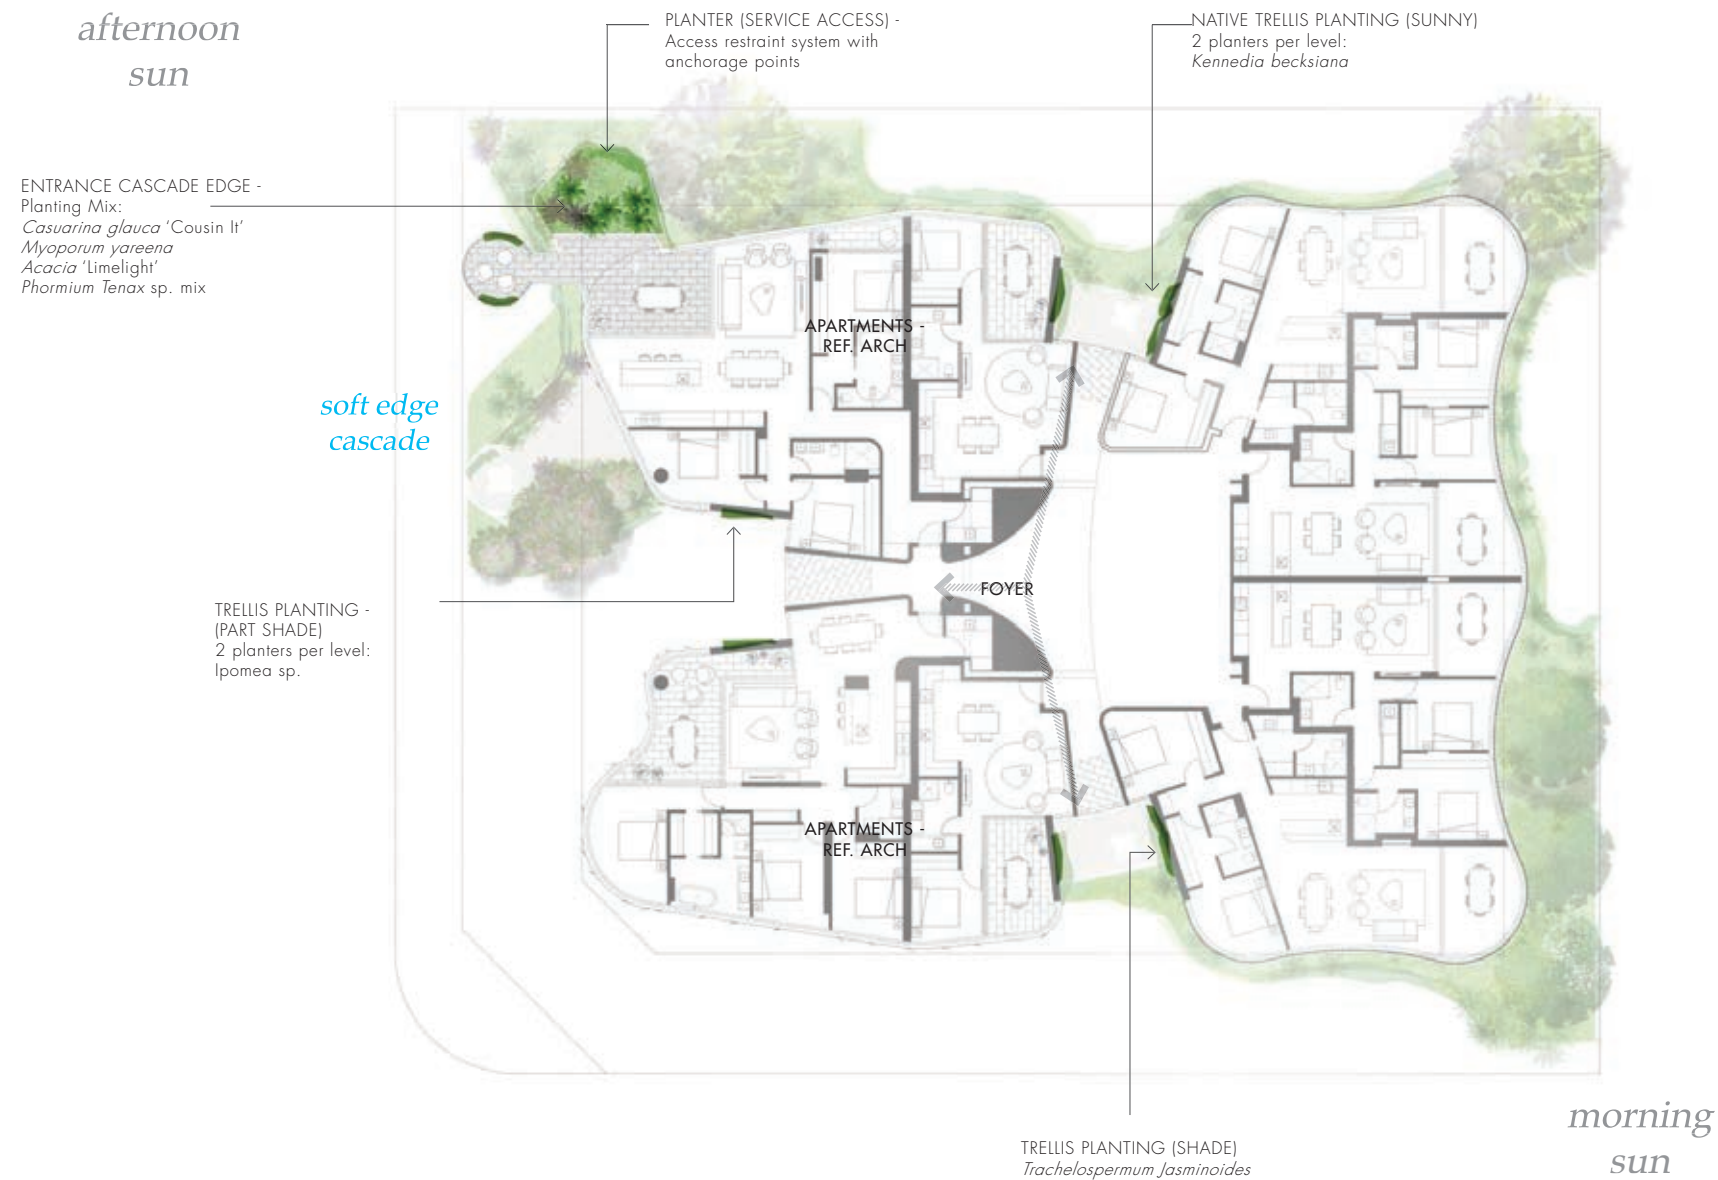 afternoon
sun
PLANTER (SERVICE ACCESS) -
Access restraint system with
anchorage points
NATIVE TRELLIS PLANTING (SUNNY)
2 planters per level:
Kennedia becksiana
ENTRANCE CASCADE EDGE -
Planting Mix:
Casuarina glauca ‘Cousin It’
Myoporum yareena
Acacia ‘Limelight’
Phormium Tenax sp. mix
APARTMENTS -
REF. ARCH
soft edge
cascade
FOYER
TRELLIS PLANTING -
(PART SHADE)
2 planters per level:
Ipomea sp.
APARTMENTS -
REF. ARCH
TRELLIS PLANTING (SHADE)
Trachelospermum Jasminoides
morning
sun